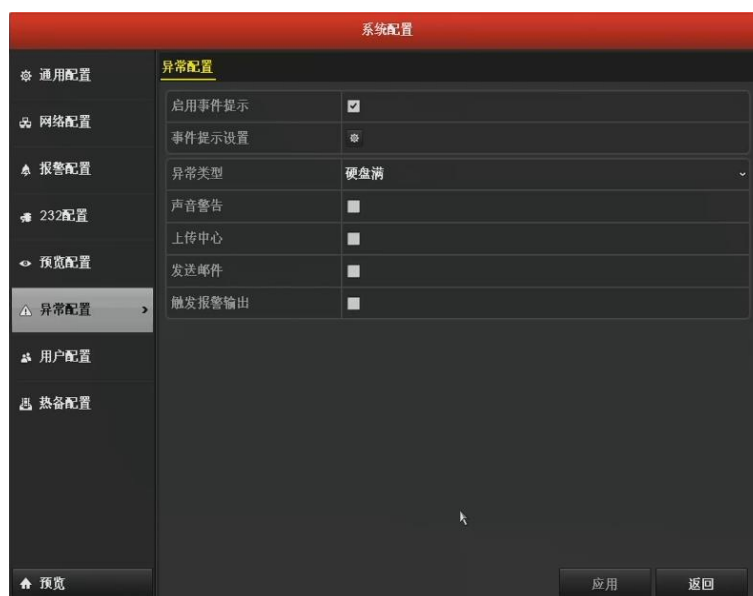 系统配置
通用配置
网络配置
报警配置
232配置
预览配置
异常配置
用户配置
热备配置
预览
异常配置
启用事件提示
事件提示设置
异常类型 硬盘满
声音警告
上传中心
发送邮件
触发报警输出
应用 返回